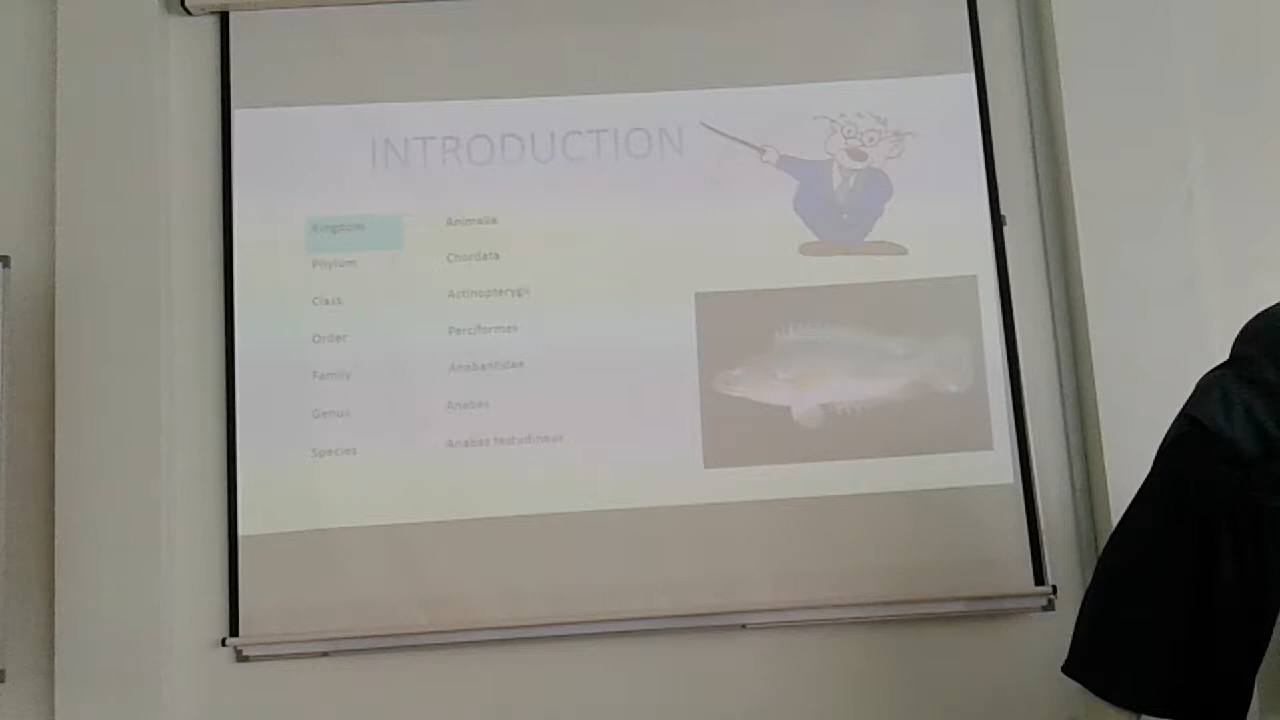 INTRODUCTION
Kingdom Animalia
Phylum Chordata
Class Actinopterygii
Order Perciformes
Family Anabantidae
Genus Anabas
Species Anabas testudineus